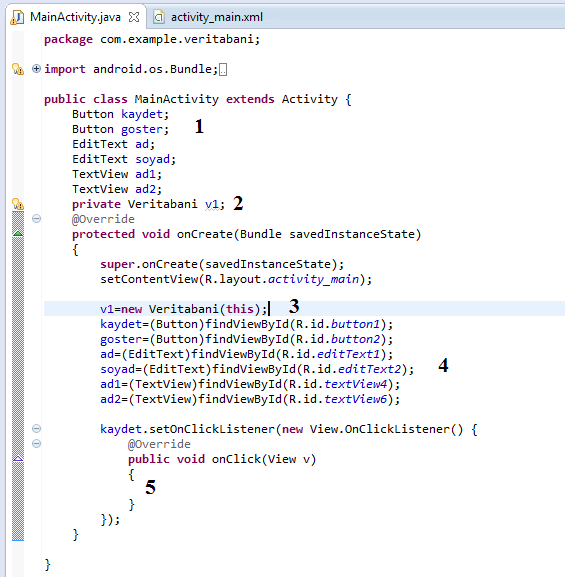 MainActivity.java activity_main.xml
package com.example.veritabani;
import android.os.Bundle;
public class MainActivity extends Activity {
Button kaydet;
Button goster; 1
EditText ad;
EditText soyad;
TextView ad1;
TextView ad2;
private Veritabani v1; 2
@Override
protected void onCreate(Bundle savedInstanceState)
{
super.onCreate(savedInstanceState);
setContentView(R.layout.activity_main);
v1=new Veritabani(this); 3
kaydet=(Button)findViewById(R.id.button1);
goster=(Button)findViewById(R.id.button2);
ad=(EditText)findViewById(R.id.editText1);
soyad=(EditText)findViewById(R.id.editText2); 4
ad1=(TextView)findViewById(R.id.textView4);
ad2=(TextView)findViewById(R.id.textView6);
kaydet.setOnClickListener(new View.OnClickListener() {
@Override
public void onClick(View v)
{
5
}
});
}
}